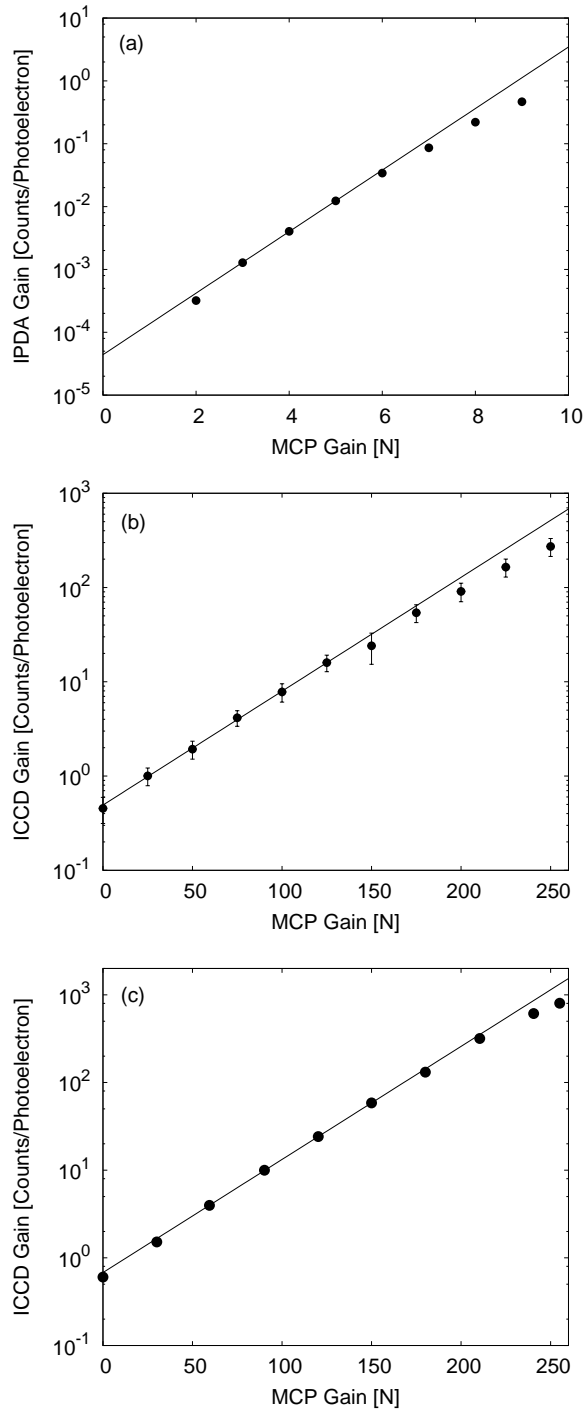 (a)
10^1
10^0
10^-1
10^-2
10^-3
10^-4
10^-5
IPDA Gain [Counts/Photoelectron]
0 2 4 6 8 10
MCP Gain [N]
(b)
10^3
10^2
10^1
10^0
10^-1
ICCD Gain [Counts/Photoelectron]
0 50 100 150 200 250
MCP Gain [N]
(c)
10^3
10^2
10^1
10^0
10^-1
ICCD Gain [Counts/Photoelectron]
0 50 100 150 200 250
MCP Gain [N]